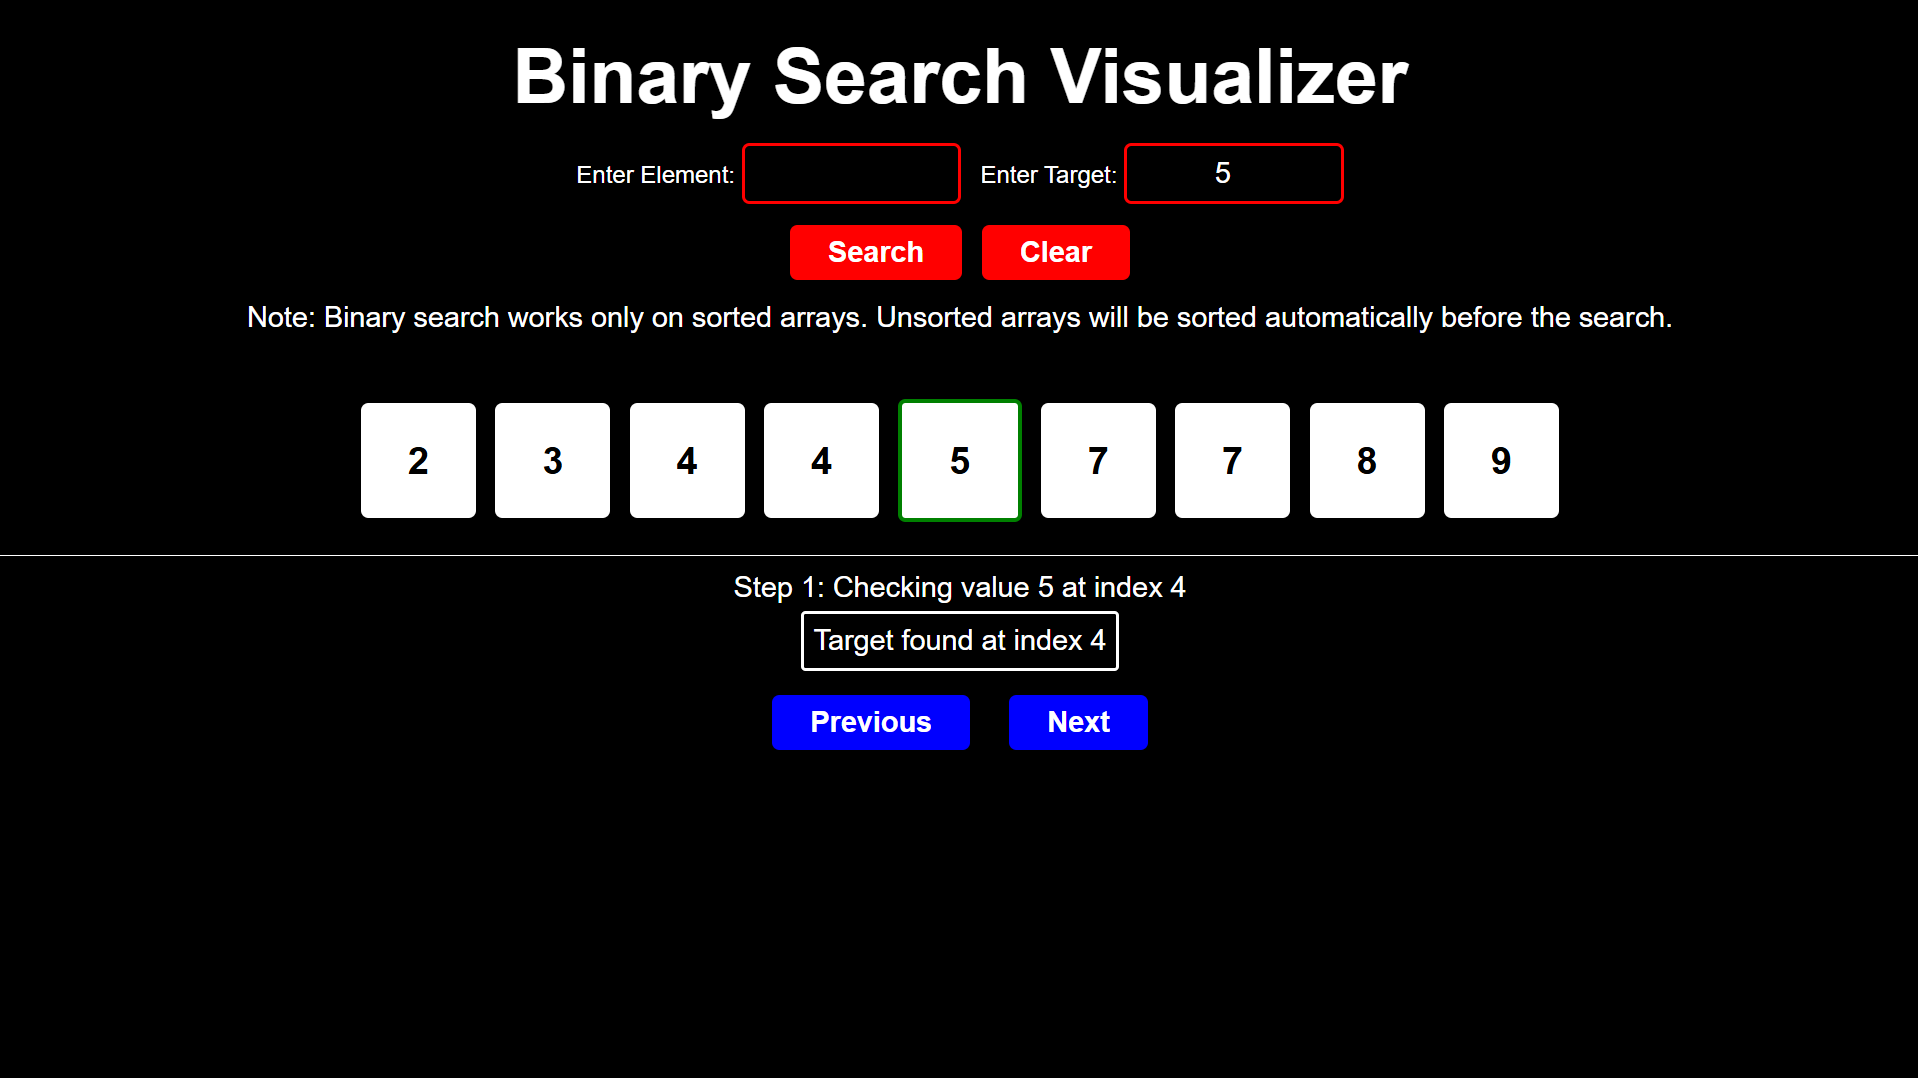 Binary Search Visualizer
Enter Element: Enter Target: 5
Search Clear
Note: Binary search works only on sorted arrays. Unsorted arrays will be sorted automatically before the search.
2 3 4 4 5 7 7 8 9
Step 1: Checking value 5 at index 4
Target found at index 4
Previous Next